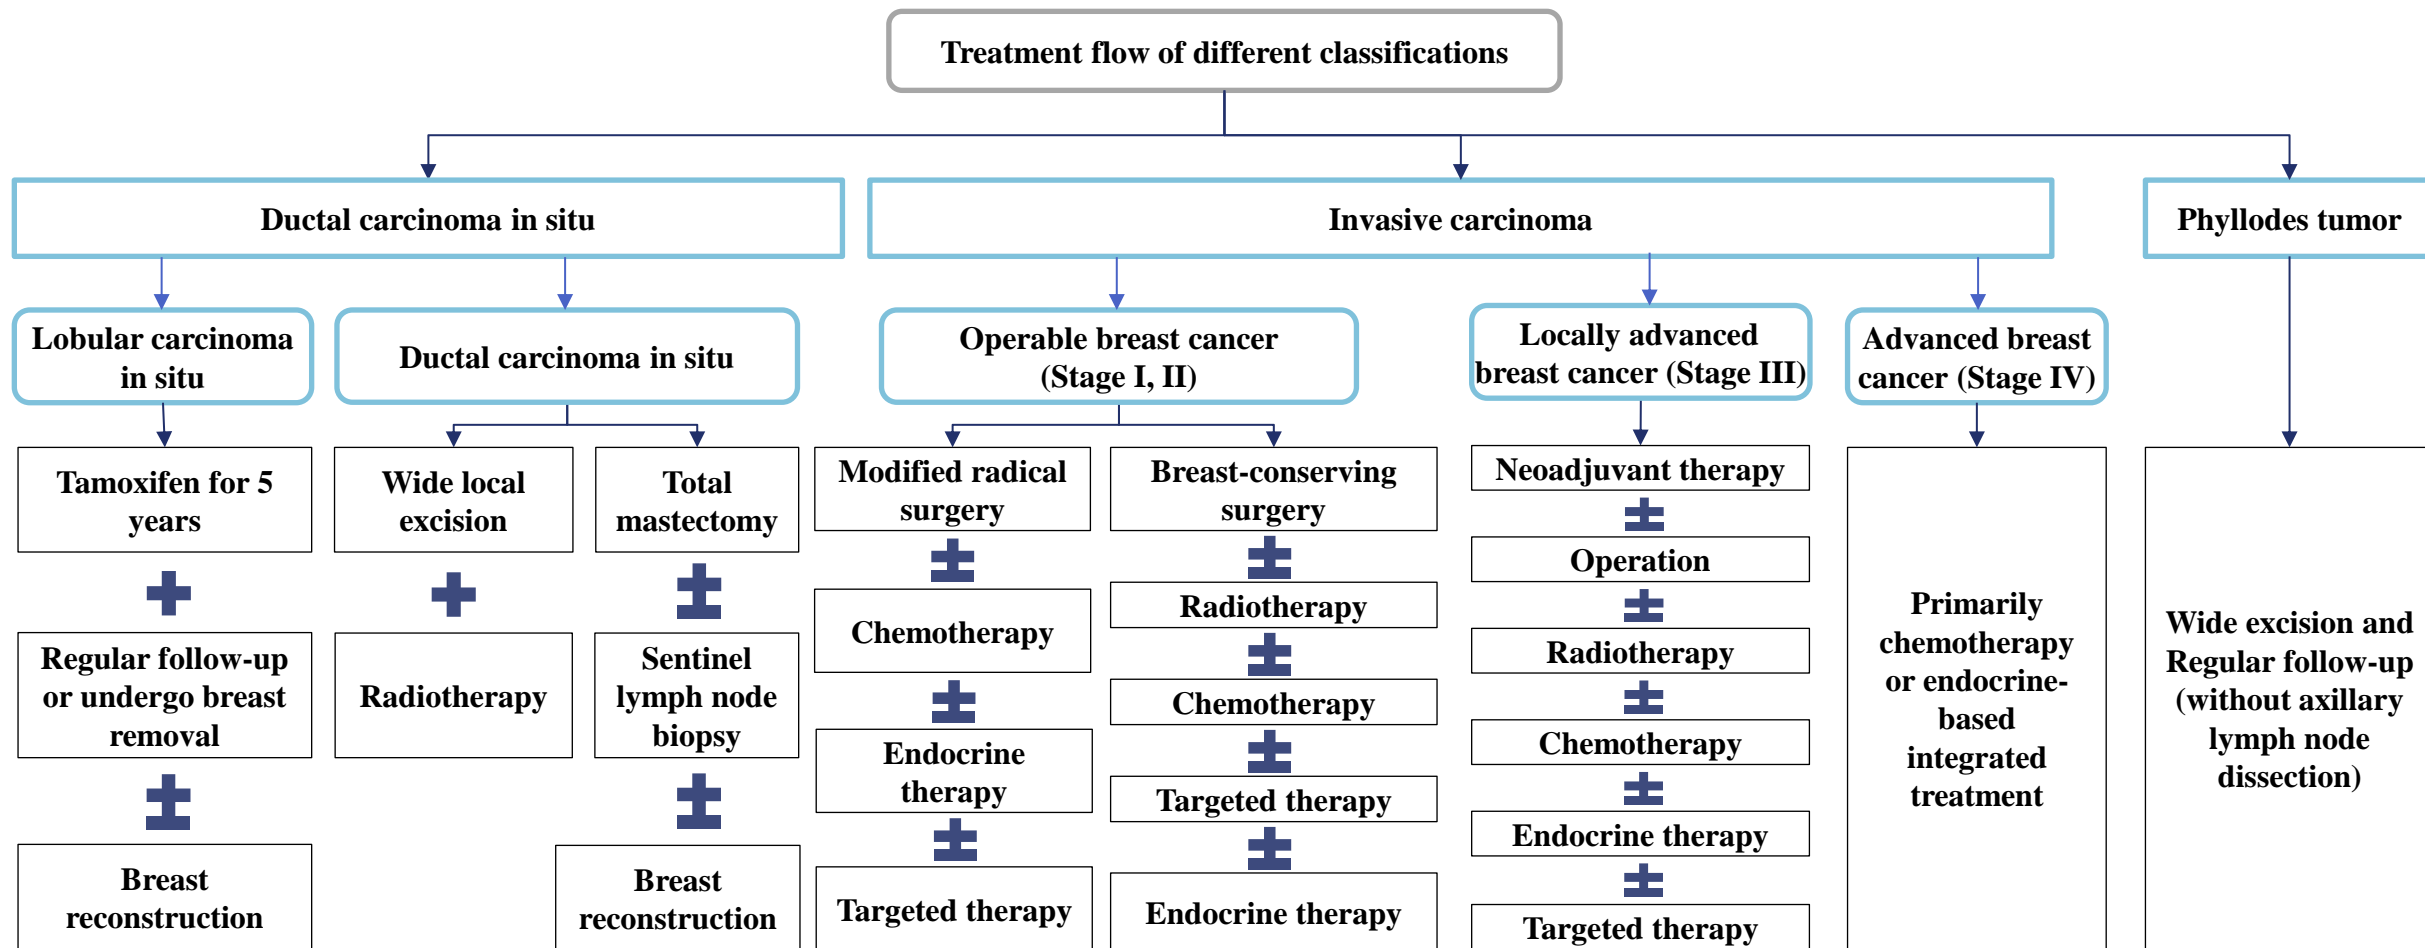 Treatment flow of different classifications
Ductal carcinoma in situ
Invasive carcinoma
Phyllodes tumor
Lobular carcinoma
in situ
Ductal carcinoma in situ
Operable breast cancer
(Stage I, II)
Locally advanced
breast cancer (Stage III)
Advanced breast
cancer (Stage IV)
Tamoxifen for 5
years
+
Regular follow-up
or undergo breast
removal
±
Breast
reconstruction
Wide local
excision
+
Radiotherapy
Total
mastectomy
±
Sentinel
lymph node
biopsy
±
Breast
reconstruction
Modified radical
surgery
±
Chemotherapy
±
Endocrine
therapy
±
Targeted therapy
Breast-conserving
surgery
±
Radiotherapy
±
Chemotherapy
±
Targeted therapy
±
Endocrine therapy
Neoadjuvant therapy
±
Operation
±
Radiotherapy
±
Chemotherapy
±
Endocrine therapy
±
Targeted therapy
Primarily
chemotherapy
or endocrine-
based
integrated
treatment
Wide excision and
Regular follow-up
(without axillary
lymph node
dissection)